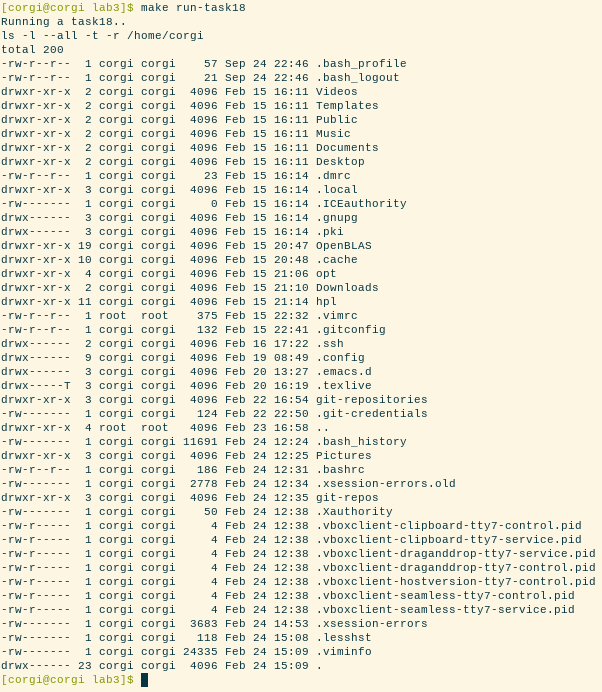 [corgi@corgi lab3]$ make run-task18
Running a task18..
ls -l --all -t -r /home/corgi
total 200
-rw-r--r--  1 corgi corgi    57 Sep 24 22:46 .bash_profile
-rw-r--r--  1 corgi corgi    21 Sep 24 22:46 .bash_logout
drwxr-xr-x  2 corgi corgi  4096 Feb 15 16:11 Videos
drwxr-xr-x  2 corgi corgi  4096 Feb 15 16:11 Templates
drwxr-xr-x  2 corgi corgi  4096 Feb 15 16:11 Public
drwxr-xr-x  2 corgi corgi  4096 Feb 15 16:11 Music
drwxr-xr-x  2 corgi corgi  4096 Feb 15 16:11 Documents
drwxr-xr-x  2 corgi corgi  4096 Feb 15 16:11 Desktop
-rw-r--r--  1 corgi corgi    23 Feb 15 16:14 .dmrc
drwxr-xr-x  3 corgi corgi  4096 Feb 15 16:14 .local
-rw-------  1 corgi corgi     0 Feb 15 16:14 .ICEauthority
drwx------  3 corgi corgi  4096 Feb 15 16:14 .gnupg
drwx------  3 corgi corgi  4096 Feb 15 16:14 .pki
drwxr-xr-x 19 corgi corgi  4096 Feb 15 20:47 OpenBLAS
drwxr-xr-x 10 corgi corgi  4096 Feb 15 20:48 .cache
drwxr-xr-x  4 corgi corgi  4096 Feb 15 21:06 opt
drwxr-xr-x  2 corgi corgi  4096 Feb 15 21:10 Downloads
drwxr-xr-x 11 corgi corgi  4096 Feb 15 21:14 hpl
-rw-r--r--  1 root  root    375 Feb 15 22:32 .vimrc
-rw-r--r--  1 corgi corgi   132 Feb 15 22:41 .gitconfig
drwx------  2 corgi corgi  4096 Feb 16 17:22 .ssh
drwx------  9 corgi corgi  4096 Feb 19 08:49 .config
drwx------  3 corgi corgi  4096 Feb 20 13:27 .emacs.d
drwx-----T  3 corgi corgi  4096 Feb 20 16:19 .texlive
drwxr-xr-x  3 corgi corgi  4096 Feb 22 16:54 git-repositories
-rw-------  1 corgi corgi   124 Feb 22 22:50 .git-credentials
drwxr-xr-x  4 root  root   4096 Feb 23 16:58 ..
-rw-------  1 corgi corgi 11691 Feb 24 12:24 .bash_history
drwxr-xr-x  3 corgi corgi  4096 Feb 24 12:25 Pictures
-rw-r--r--  1 corgi corgi   186 Feb 24 12:31 .bashrc
-rw-------  1 corgi corgi  2778 Feb 24 12:34 .xsession-errors.old
drwxr-xr-x  3 corgi corgi  4096 Feb 24 12:35 git-repos
-rw-------  1 corgi corgi    50 Feb 24 12:38 .Xauthority
-rw-r-----  1 corgi corgi     4 Feb 24 12:38 .vboxclient-clipboard-tty7-control.pid
-rw-r-----  1 corgi corgi     4 Feb 24 12:38 .vboxclient-clipboard-tty7-service.pid
-rw-r-----  1 corgi corgi     4 Feb 24 12:38 .vboxclient-draganddrop-tty7-service.pid
-rw-r-----  1 corgi corgi     4 Feb 24 12:38 .vboxclient-draganddrop-tty7-control.pid
-rw-r-----  1 corgi corgi     4 Feb 24 12:38 .vboxclient-hostversion-tty7-control.pid
-rw-r-----  1 corgi corgi     4 Feb 24 12:38 .vboxclient-seamless-tty7-control.pid
-rw-r-----  1 corgi corgi     4 Feb 24 12:38 .vboxclient-seamless-tty7-service.pid
-rw-------  1 corgi corgi  3683 Feb 24 14:53 .xsession-errors
-rw-------  1 corgi corgi   118 Feb 24 15:08 .lesshst
-rw-------  1 corgi corgi 24335 Feb 24 15:09 .viminfo
drwx------ 23 corgi corgi  4096 Feb 24 15:09 .
[corgi@corgi lab3]$